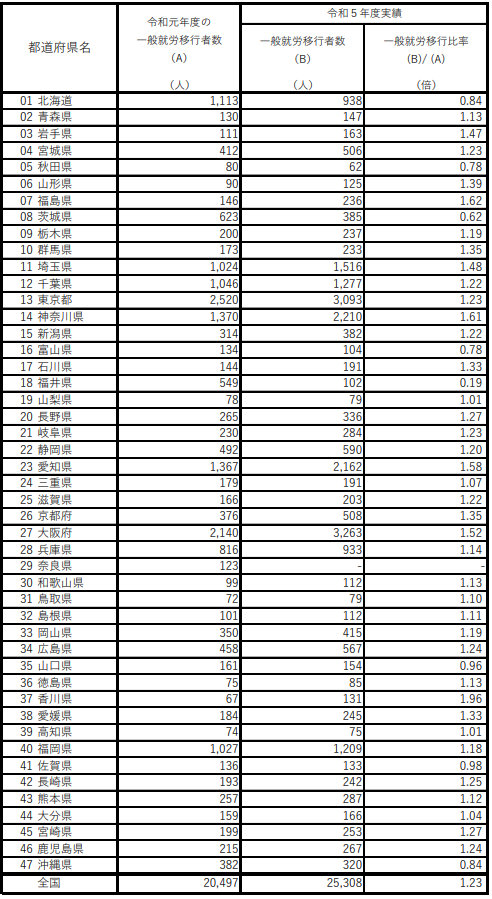 都道府県名 令和元年度の 一般就労移行者数 (A) (人) 令和５年度実績
一般就労移行者数 (B) (人) 一般就労移行比率 (B)/ (A) (倍)
01 北海道 1,113 938 0.84
02 青森県 130 147 1.13
03 岩手県 111 163 1.47
04 宮城県 412 506 1.23
05 秋田県 80 62 0.78
06 山形県 90 125 1.39
07 福島県 146 236 1.62
08 茨城県 623 385 0.62
09 栃木県 200 237 1.19
10 群馬県 173 233 1.35
11 埼玉県 1,024 1,516 1.48
12 千葉県 1,046 1,277 1.22
13 東京都 2,520 3,093 1.23
14 神奈川県 1,370 2,210 1.61
15 新潟県 314 382 1.22
16 富山県 134 104 0.78
17 石川県 144 191 1.33
18 福井県 549 102 0.19
19 山梨県 78 79 1.01
20 長野県 265 336 1.27
21 岐阜県 230 284 1.23
22 静岡県 492 590 1.20
23 愛知県 1,367 2,162 1.58
24 三重県 179 191 1.07
25 滋賀県 166 203 1.22
26 京都府 376 508 1.35
27 大阪府 2,140 3,263 1.52
28 兵庫県 816 933 1.14
29 奈良県 123 - -
30 和歌山県 99 112 1.13
31 鳥取県 72 79 1.10
32 島根県 101 112 1.11
33 岡山県 350 415 1.19
34 広島県 458 567 1.24
35 山口県 161 154 0.96
36 徳島県 75 85 1.13
37 香川県 67 131 1.96
38 愛媛県 184 245 1.33
39 高知県 74 75 1.01
40 福岡県 1,027 1,209 1.18
41 佐賀県 136 133 0.98
42 長崎県 193 242 1.25
43 熊本県 257 287 1.12
44 大分県 159 166 1.04
45 宮崎県 199 253 1.27
46 鹿児島県 215 267 1.24
47 沖縄県 382 320 0.84
全国 20,497 25,308 1.23